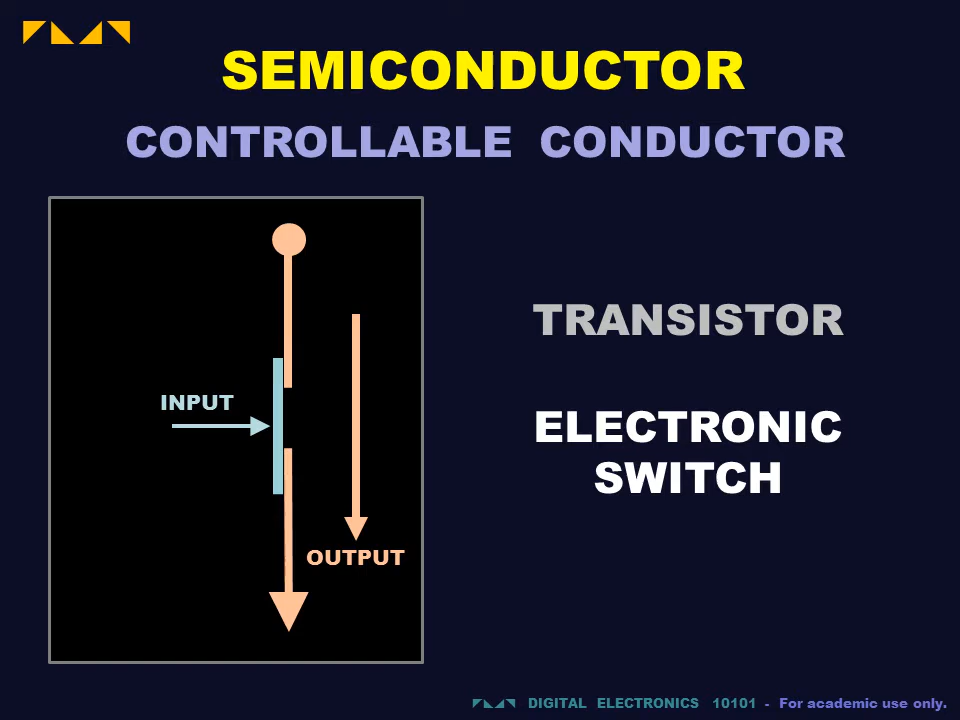 SEMICONDUCTOR
CONTROLLABLE CONDUCTOR
INPUT
OUTPUT
TRANSISTOR
ELECTRONIC
SWITCH
DIGITAL ELECTRONICS 10101 - For academic use only.